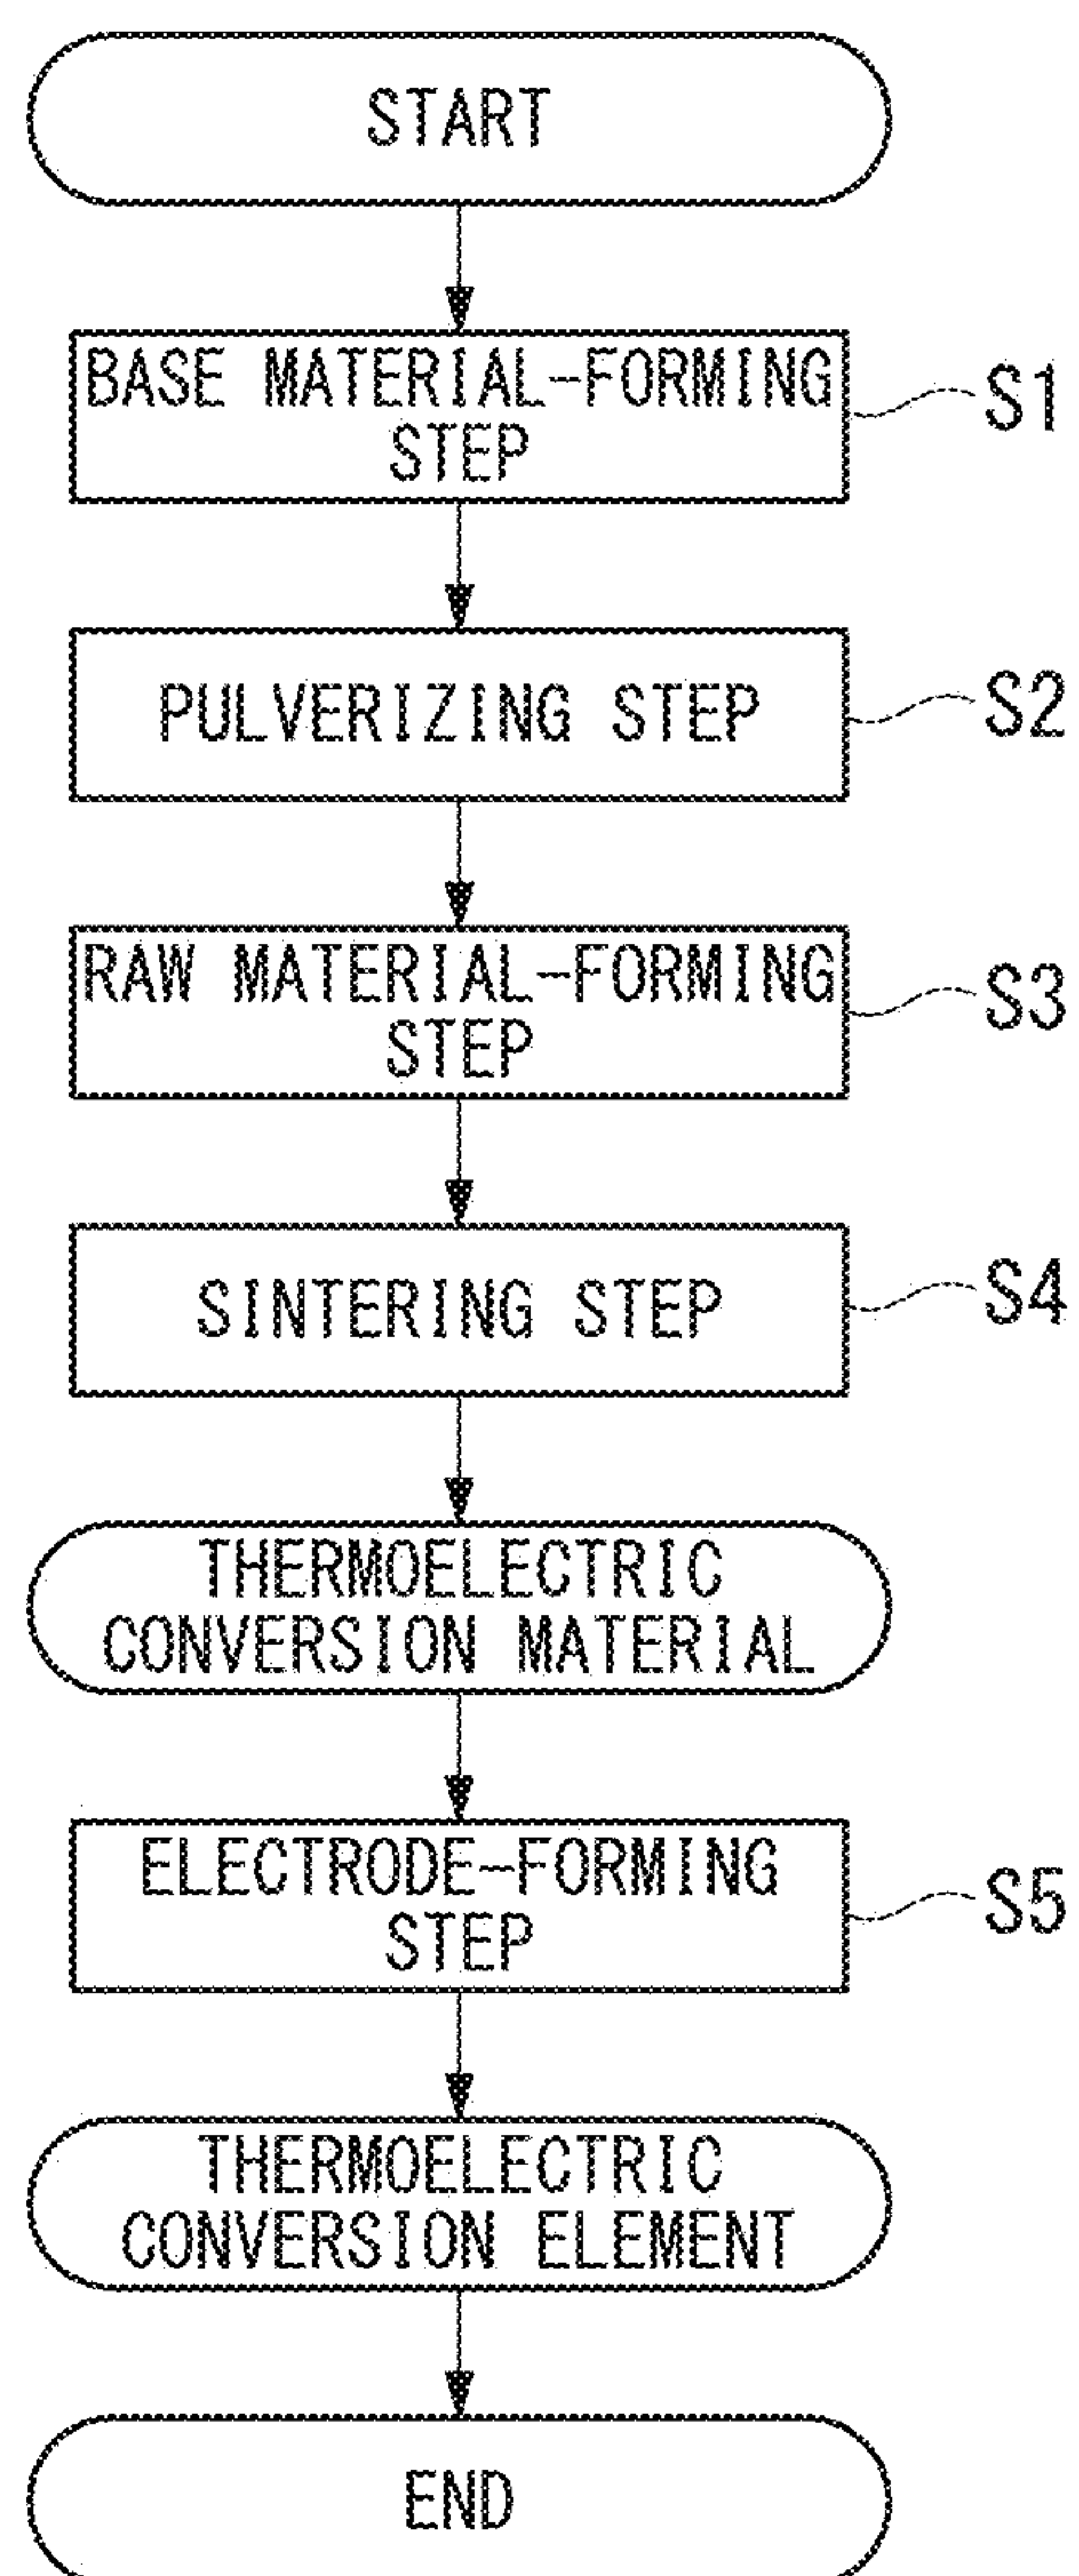 START
BASE MATERIAL-FORMING
STEP
S1
PULVERIZING STEP
S2
RAW MATERIAL-FORMING
STEP
S3
SINTERING STEP
S4
THERMOELECTRIC
CONVERSION MATERIAL
ELECTRODE-FORMING
STEP
S5
THERMOELECTRIC
CONVERSION ELEMENT
END